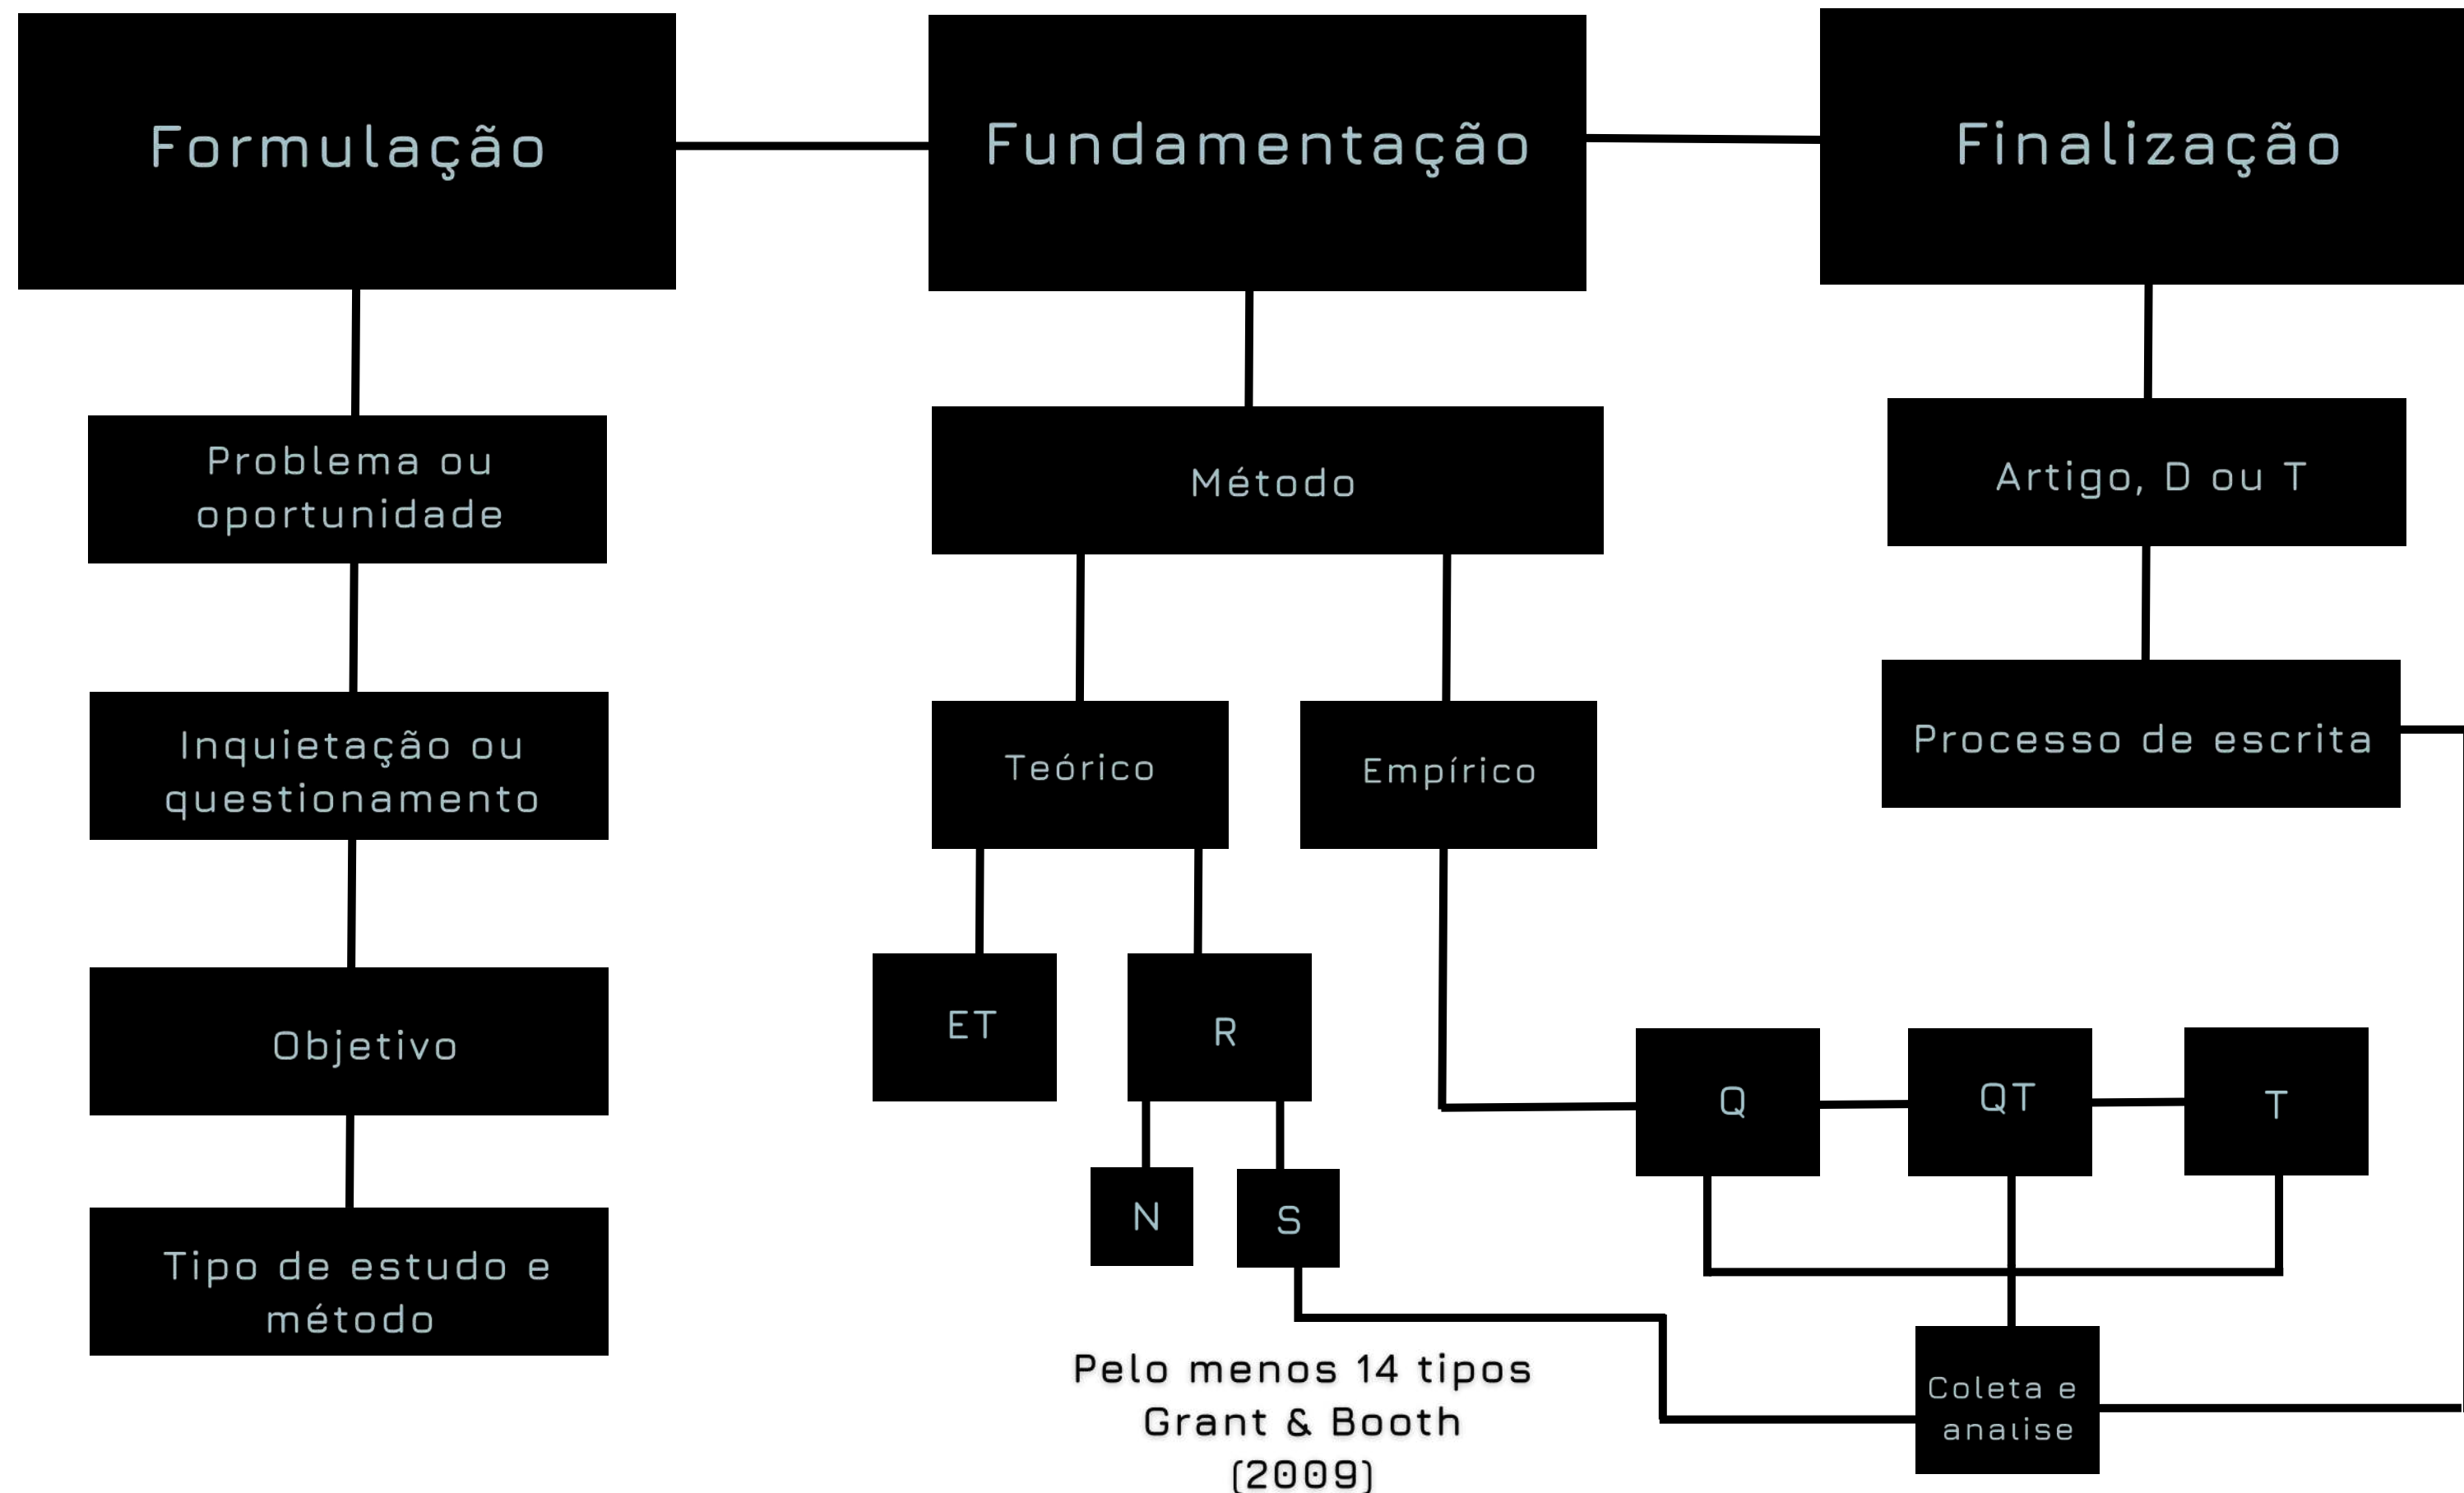 Formulação
Fundamentação
Finalização
Problema ou
oportunidade
Método
Artigo, D ou T
Inquietação ou
questionamento
Teórico
Empírico
Processo de escrita
Objetivo
ET
R
Q
QT
T
Tipo de estudo e
método
N
S
Pelo menos 14 tipos
Grant & Booth
(2009)
Coleta e
analise